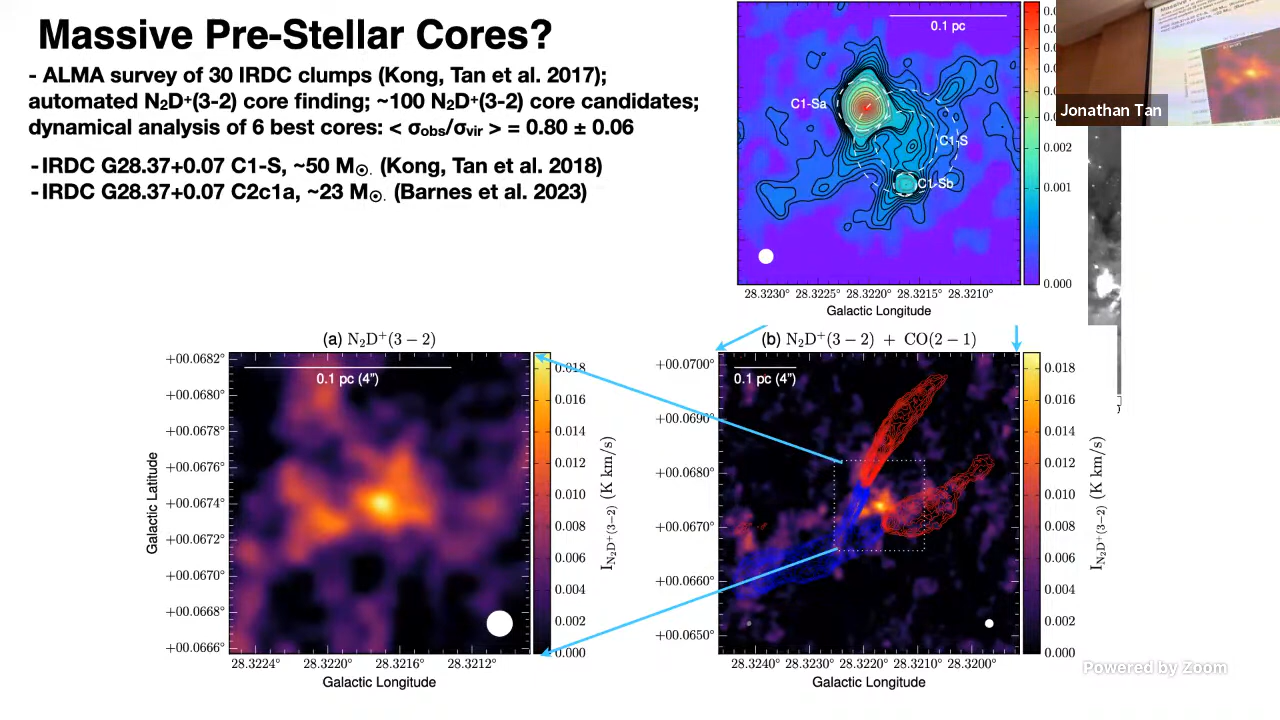 Massive Pre-Stellar Cores?
- ALMA survey of 30 IRDC clumps (Kong, Tan et al. 2017);
automated N₂D⁺(3-2) core finding; ~100 N₂D⁺(3-2) core candidates;
dynamical analysis of 6 best cores: < σobs/σvir > = 0.80 ± 0.06
- IRDC G28.37+0.07 C1-S, ~50 M⊙. (Kong, Tan et al. 2018)
- IRDC G28.37+0.07 C2c1a, ~23 M⊙. (Barnes et al. 2023)
0.1 pc
C1-Sa
C1-S
C1-Sb
0.002
0.001
0.000
28.3230° 28.3225° 28.3220° 28.3215° 28.3210°
Galactic Longitude
Jonathan Tan
(a) N₂D⁺(3 − 2)
0.1 pc (4”)
+00.0682°
+00.0680°
+00.0678°
+00.0676°
+00.0674°
+00.0672°
+00.0670°
+00.0668°
+00.0666°
Galactic Latitude
28.3224° 28.3220° 28.3216° 28.3212°
Galactic Longitude
0.018
0.016
0.014
0.012
0.010
0.008
0.006
0.004
0.002
0.000
I N₂D⁺(3−2) (K km/s)
(b) N₂D⁺(3 − 2) + CO(2 − 1)
0.1 pc (4”)
+00.0700°
+00.0690°
+00.0680°
+00.0670°
+00.0660°
+00.0650°
28.3240° 28.3230° 28.3220° 28.3210° 28.3200°
Galactic Longitude
0.018
0.016
0.014
0.012
0.010
0.008
0.006
0.004
0.002
0.000
I N₂D⁺(3−2) (K km/s)
Powered by Zoom